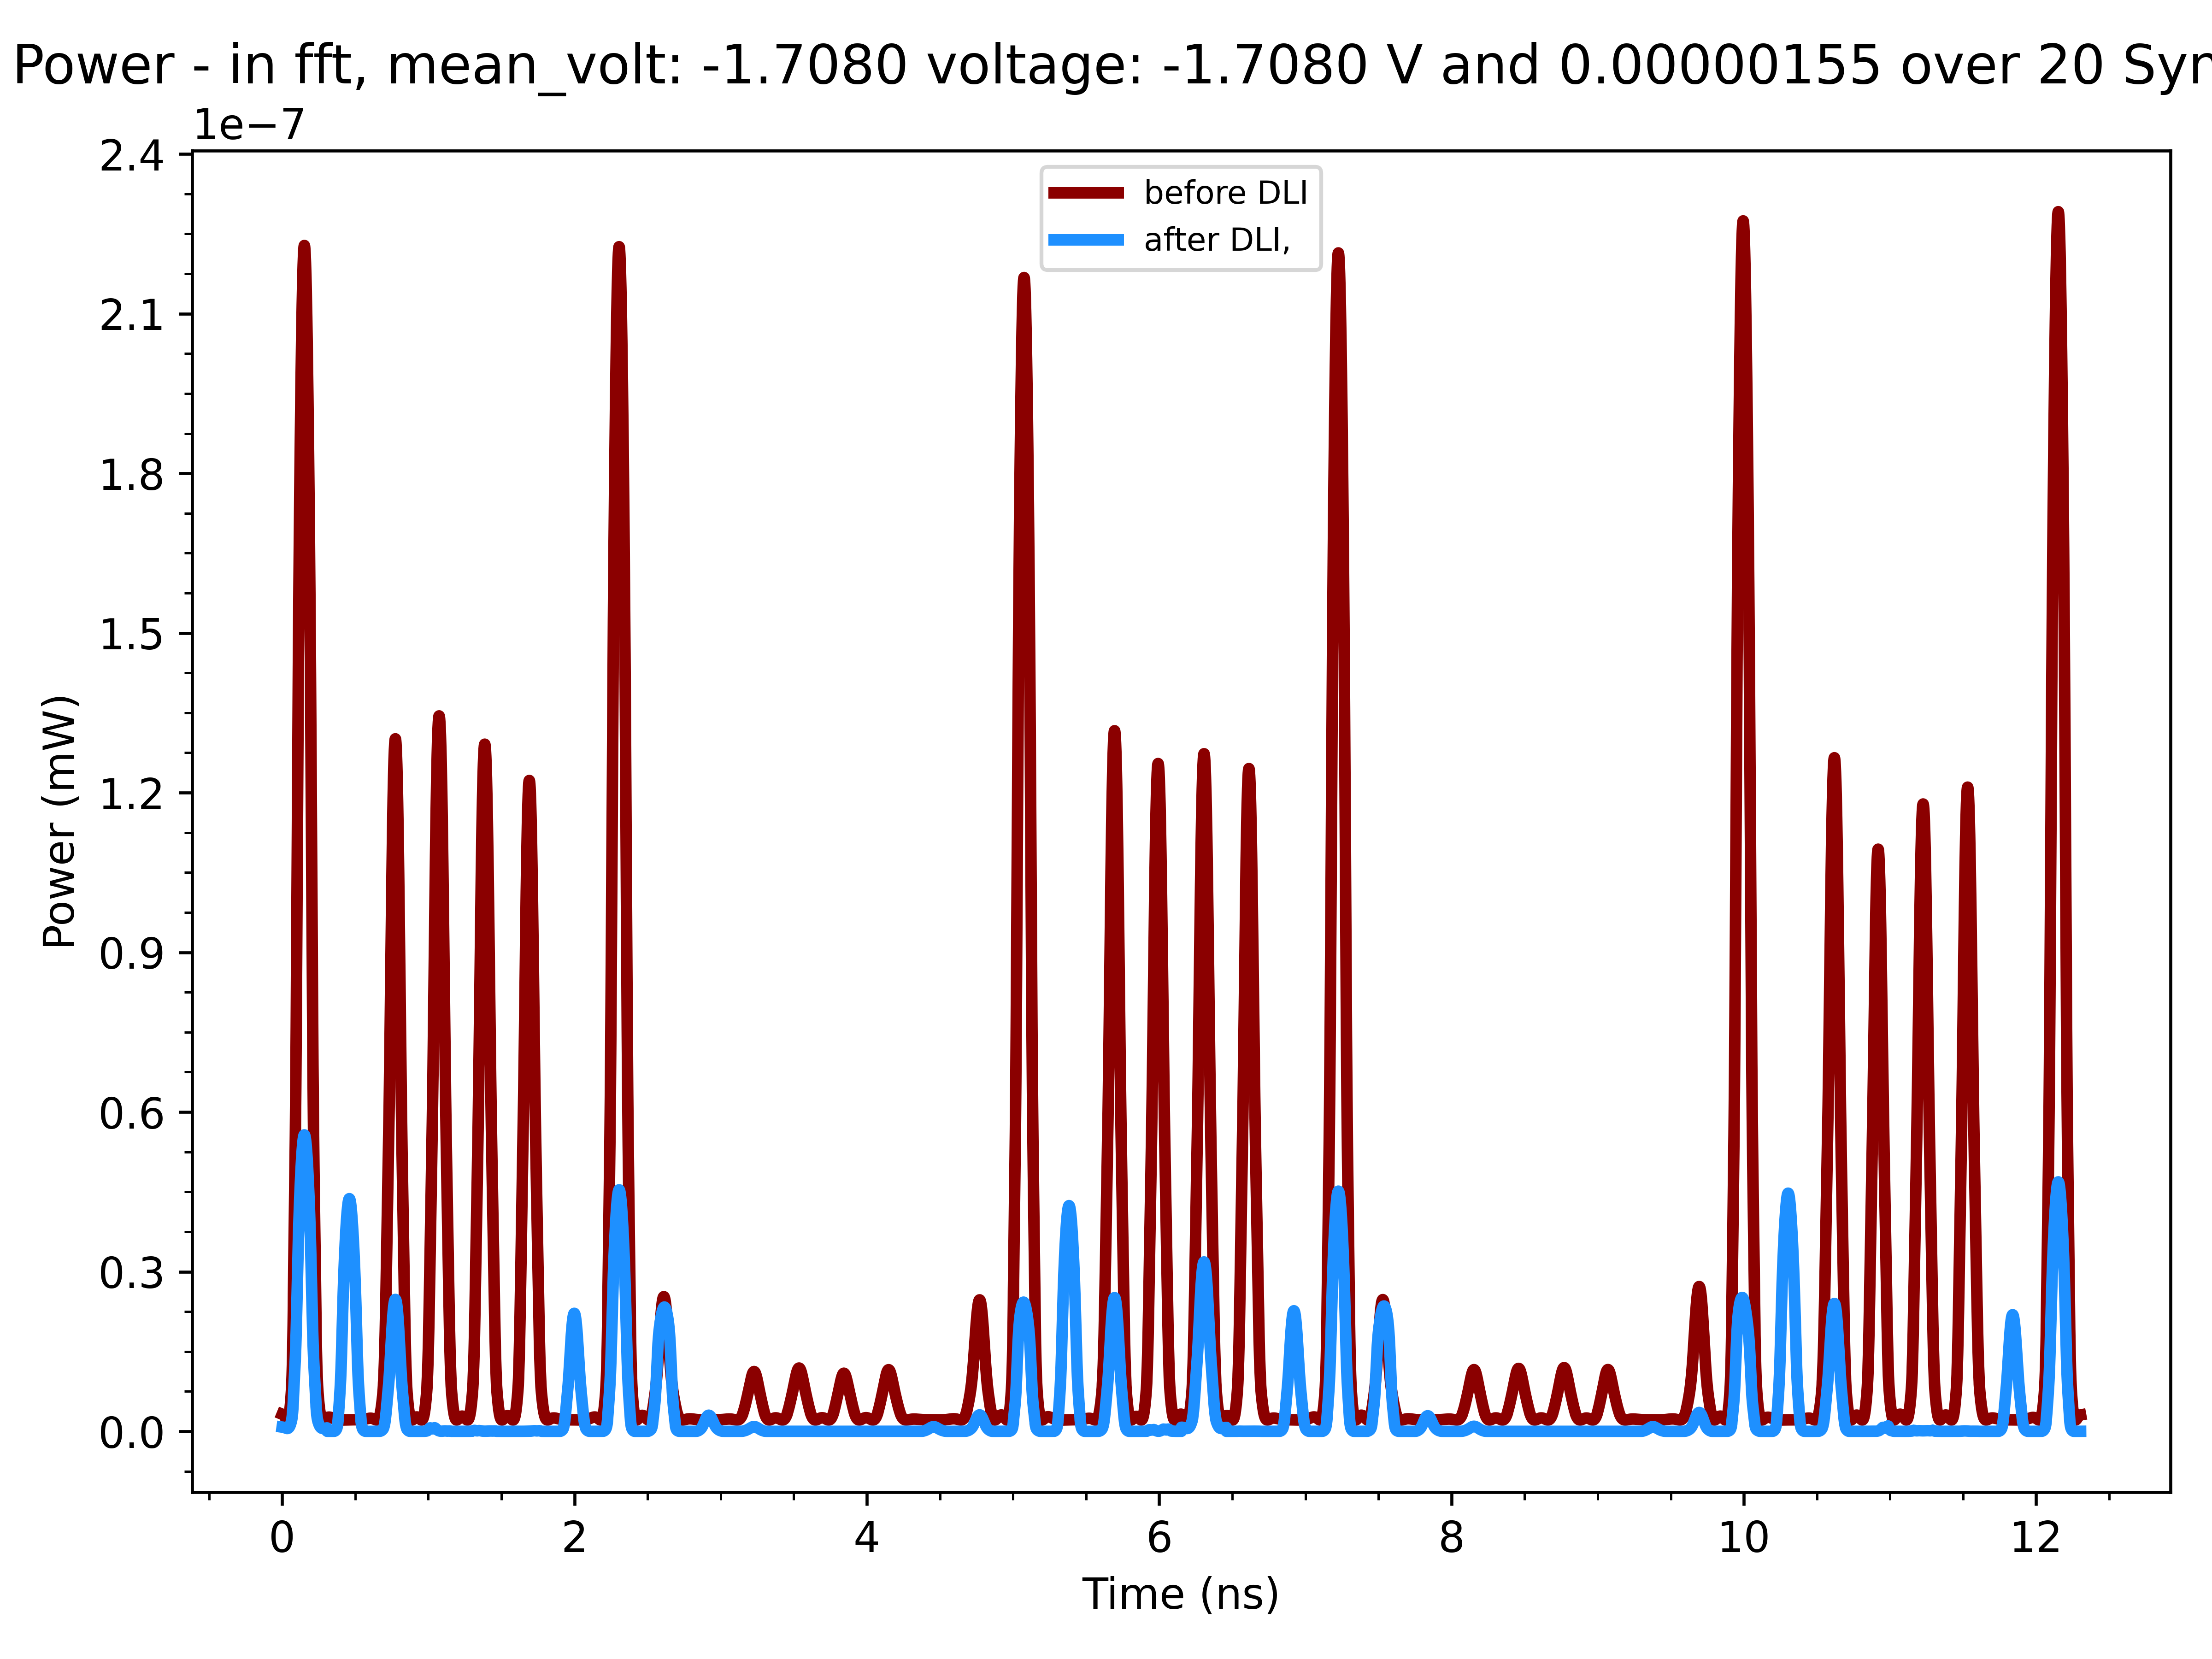 Power - in fft, mean_volt: -1.7080 voltage: -1.7080 V and 0.00000155 over 20 Syn
1e−7
2.4
before DLI
after DLI,
2.1
1.8
1.5
1.2
0.9
0.6
0.3
0.0
Power (mW)
0 2 4 6 8 10 12
Time (ns)